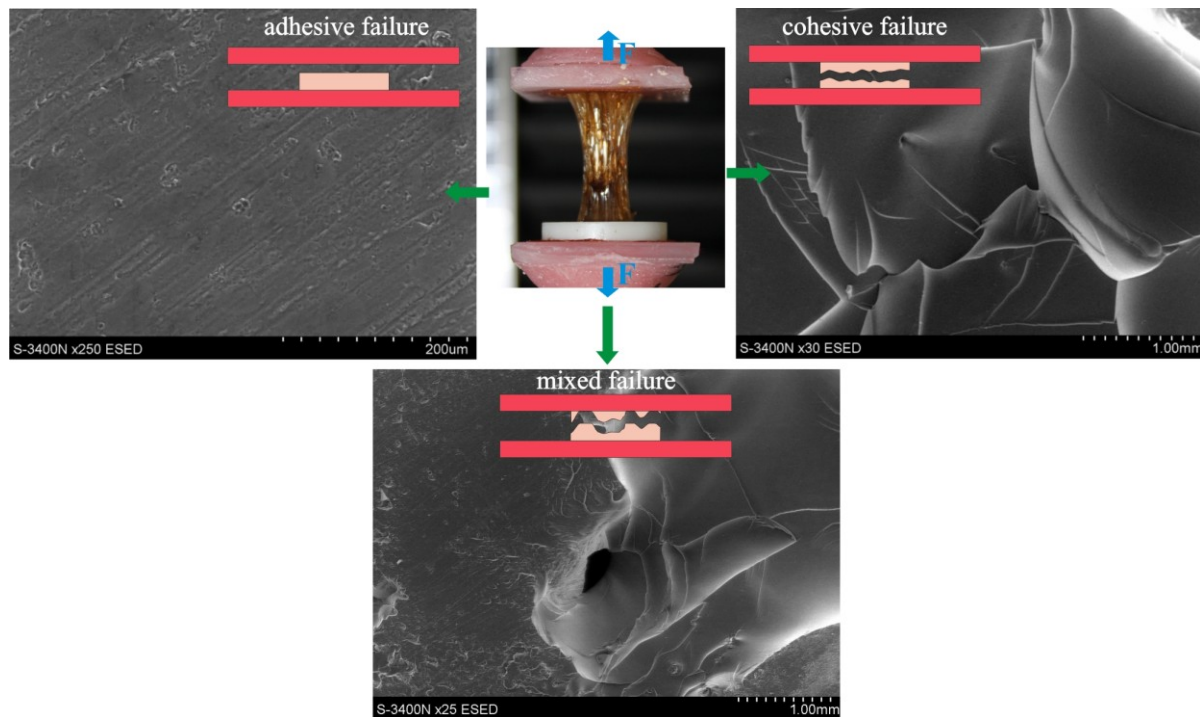 adhesive failure
F
cohesive failure
F
S-3400N x250 ESED
200um
S-3400N x30 ESED
1.00mm
mixed failure
S-3400N x25 ESED
1.00mm